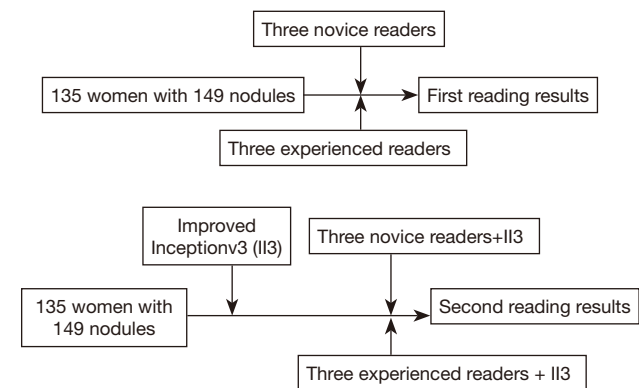 Three novice readers
135 women with 149 nodules
First reading results
Three experienced readers
Improved
Inceptionv3 (II3)
Three novice readers+II3
135 women with
149 nodules
Second reading results
Three experienced readers + II3